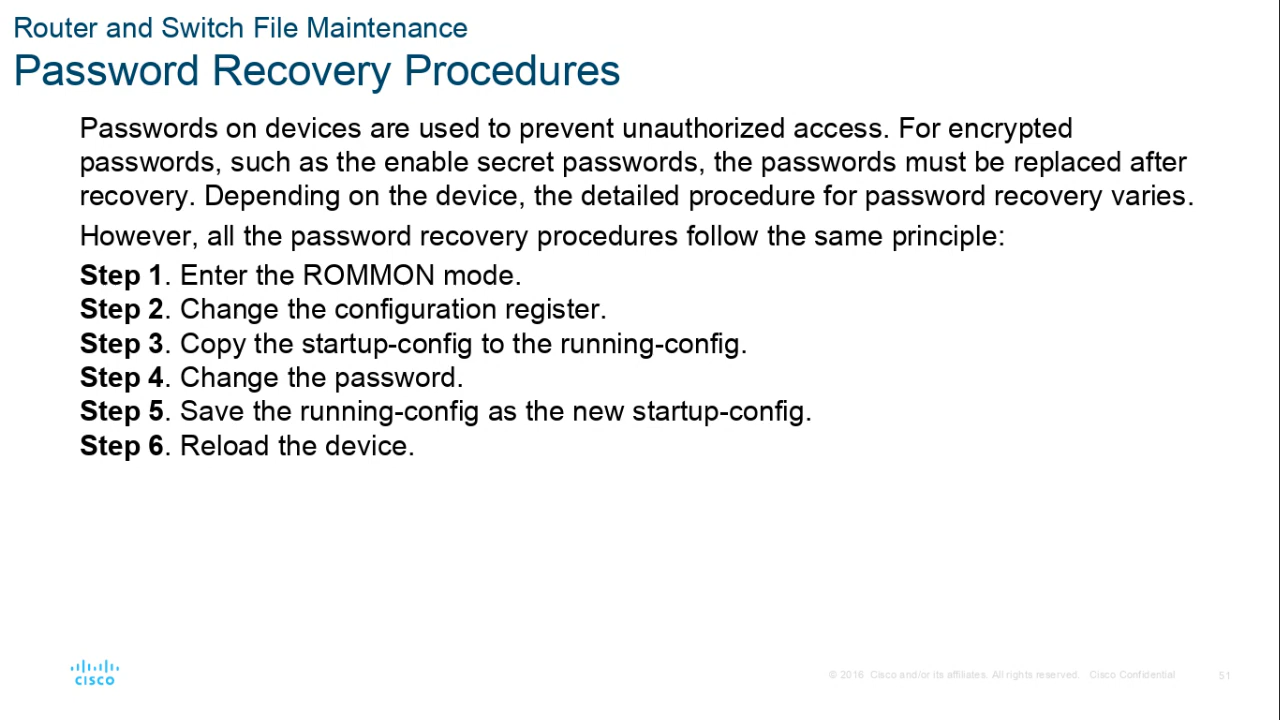 Router and Switch File Maintenance
Password Recovery Procedures
Passwords on devices are used to prevent unauthorized access. For encrypted
passwords, such as the enable secret passwords, the passwords must be replaced after
recovery. Depending on the device, the detailed procedure for password recovery varies.
However, all the password recovery procedures follow the same principle:
Step 1. Enter the ROMMON mode.
Step 2. Change the configuration register.
Step 3. Copy the startup-config to the running-config.
Step 4. Change the password.
Step 5. Save the running-config as the new startup-config.
Step 6. Reload the device.
CISCO
© 2016 Cisco and/or its affiliates. All rights reserved. Cisco Confidential
51